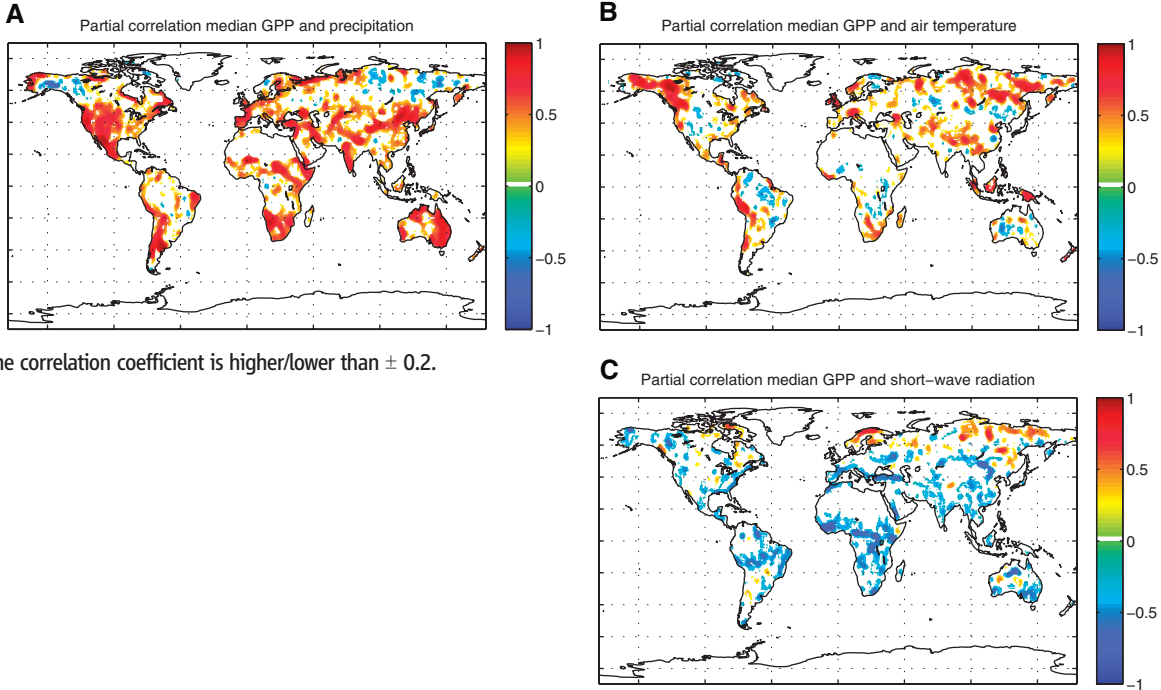 A
Partial correlation median GPP and precipitation
1
0.5
0
−0.5
−1
ne correlation coefficient is higher/lower than ± 0.2.
B
Partial correlation median GPP and air temperature
1
0.5
0
−0.5
−1
C
Partial correlation median GPP and short−wave radiation
1
0.5
0
−0.5
−1